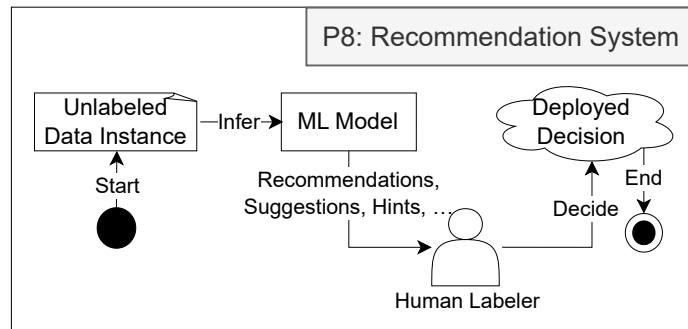 P8: Recommendation System
Unlabeled
Data Instance
Infer
ML Model
Deployed
Decision
Start
Recommendations,
Suggestions, Hints, ...
End
Decide
Human Labeler